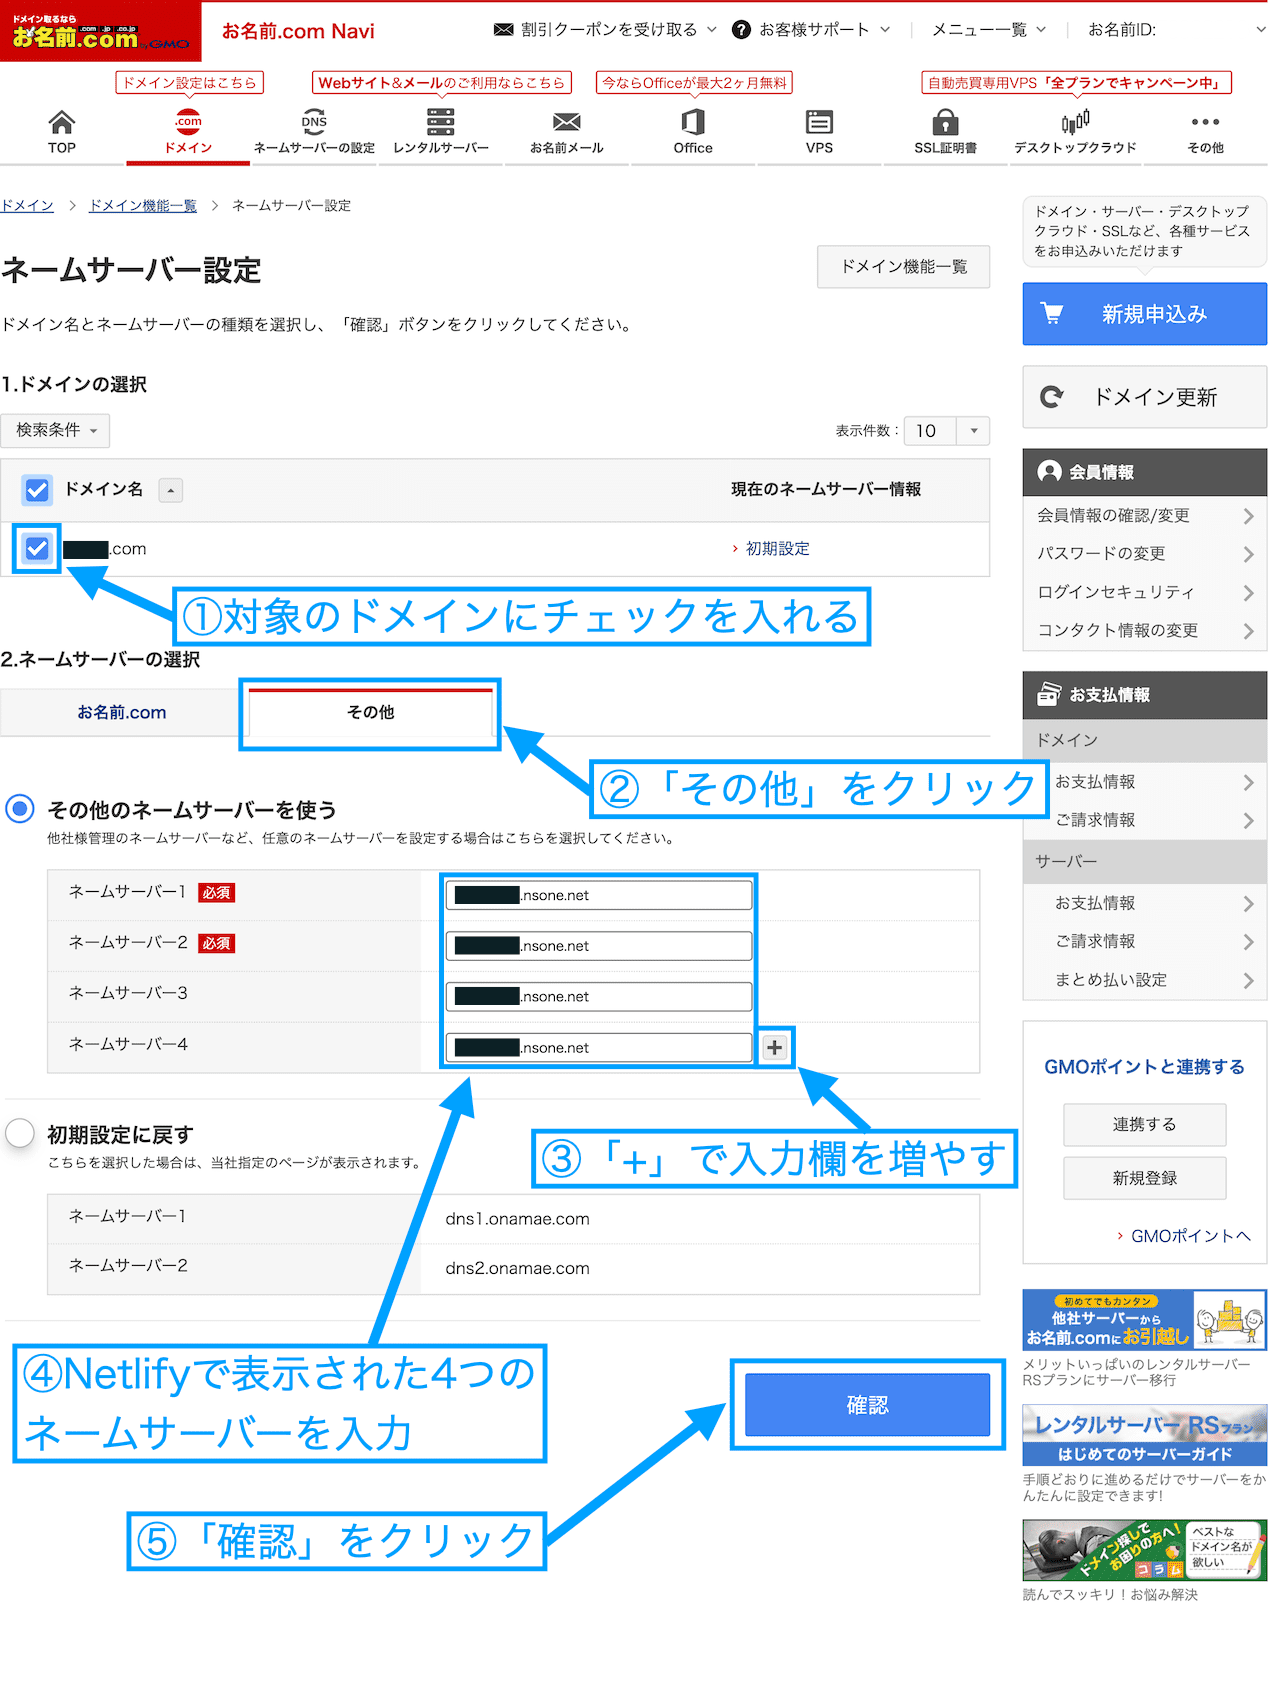 ドメイン取るなら
お名前.com by GMO
お名前.com Navi
割引クーポンを受け取る
お客様サポート
メニュー一覧
お名前ID:
ドメイン設定はこちら
Webサイト&メールのご利用ならこちら
今ならOfficeが最大2ヶ月無料
自動売買専用VPS「全プランでキャンペーン中」
TOP
.com
ドメイン
DNS
ネームサーバーの設定
レンタルサーバー
お名前メール
Office
VPS
SSL証明書
デスクトップクラウド
その他
ドメイン > ドメイン機能一覧 > ネームサーバー設定
ネームサーバー設定
ドメイン機能一覧
ドメイン名とネームサーバーの種類を選択し、「確認」ボタンをクリックしてください。
1.ドメインの選択
検索条件
表示件数：
10
ドメイン名
現在のネームサーバー情報
.com
初期設定
①対象のドメインにチェックを入れる
2.ネームサーバーの選択
お名前.com
その他
②「その他」をクリック
その他のネームサーバーを使う
他社様管理のネームサーバーなど、任意のネームサーバーを設定する場合はこちらを選択してください。
ネームサーバー1 必須
.nsone.net
ネームサーバー2 必須
.nsone.net
ネームサーバー3
.nsone.net
ネームサーバー4
.nsone.net
+
③「+」で入力欄を増やす
初期設定に戻す
こちらを選択した場合は、当社指定のページが表示されます。
ネームサーバー1
dns1.onamae.com
ネームサーバー2
dns2.onamae.com
④Netlifyで表示された4つの
ネームサーバーを入力
確認
⑤「確認」をクリック
ドメイン・サーバー・デスクトップ
クラウド・SSLなど、各種サービス
をお申込みいただけます
新規申込み
ドメイン更新
会員情報
会員情報の確認/変更
パスワードの変更
ログインセキュリティ
コンタクト情報の変更
お支払情報
ドメイン
お支払情報
ご請求情報
サーバー
お支払情報
ご請求情報
まとめ払い設定
GMOポイントと連携する
連携する
新規登録
GMOポイントへ
初めてでもカンタン
他社サーバーから
お名前.comにお引越し
メリットいっぱいのレンタルサーバー
RSプランにサーバー移行
レンタルサーバー RSプラン
はじめてのサーバーガイド
手順どおりに進めるだけでサーバーをか
んたんに設定できます!
ドメイン探しで
お困りの方へ!
コラム
ベストな
ドメイン名が
欲しい
読んでスッキリ！お悩み解決